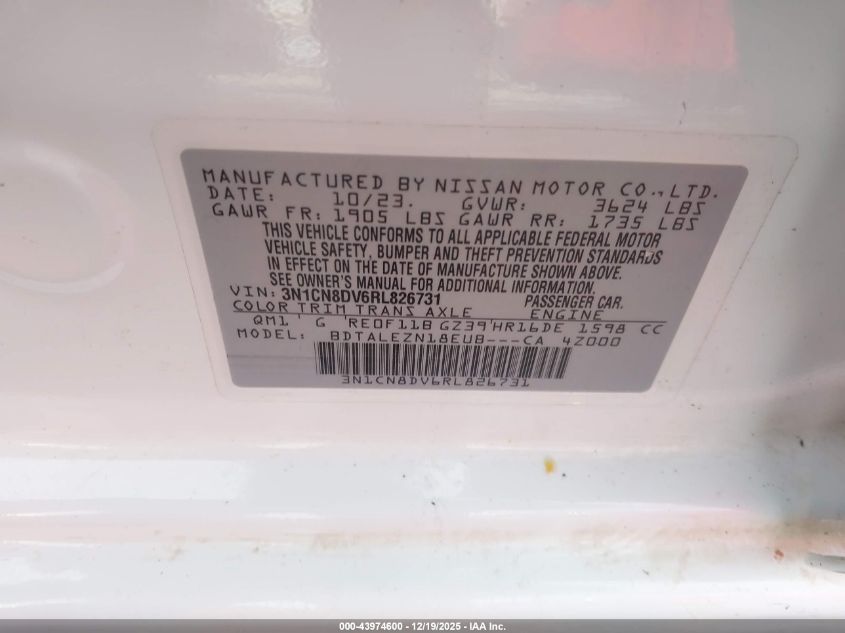 MANUFACTURED BY NISSAN MOTOR CO., LTD.
DATE: 10/23. GVWR: 3624 LBS
GAWR FR: 1905 LBS GAWR RR: 1735 LBS
THIS VEHICLE CONFORMS TO ALL APPLICABLE FEDERAL MOTOR
VEHICLE SAFETY, BUMPER AND THEFT PREVENTION STANDARDS
IN EFFECT ON THE DATE OF MANUFACTURE SHOWN ABOVE.
SEE OWNER'S MANUAL FOR ADDITIONAL INFORMATION.
VIN: 3N1CN8DV6RL826731 PASSENGER CAR.
COLOR TRIM TRANS AXLE ENGINE
QM1 G RE0F11B GZ39 HR16DE 1598 CC
MODEL: BDTALEZN18EUB---CA 4Z000
3N1CN8DV6RL826731
000-43974600 - 12/19/2025 - IAA Inc.